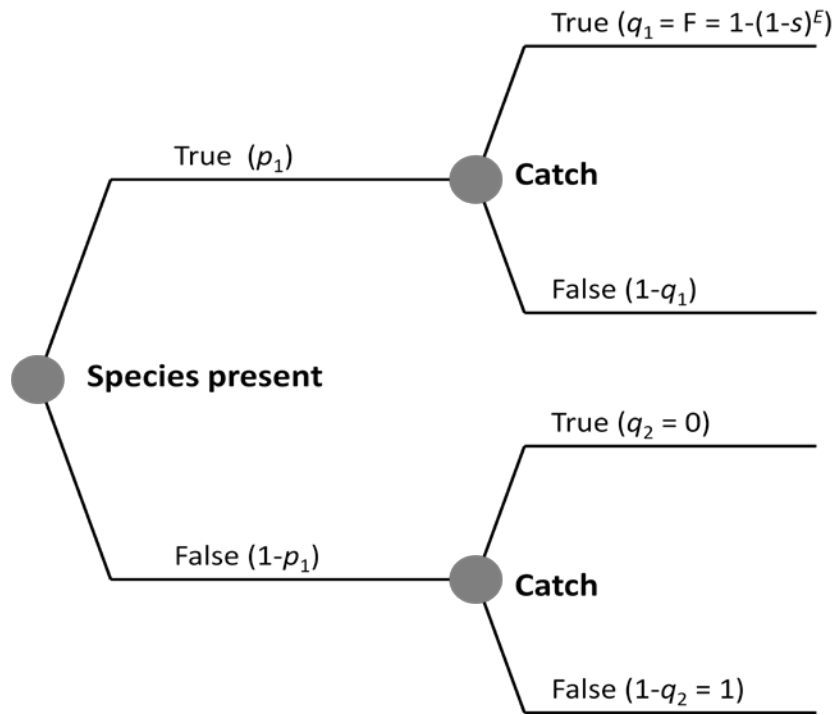 True (q₁ = F = 1-(1-s)ᴱ)
True (p₁)
Catch
False (1-q₁)
Species present
True (q₂ = 0)
False (1-p₁)
Catch
False (1-q₂ = 1)